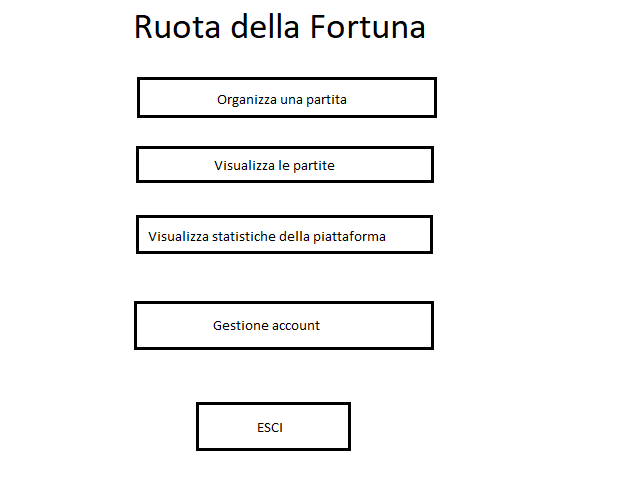 Ruota della Fortuna
Organizza una partita
Visualizza le partite
Visualizza statistiche della piattaforma
Gestione account
ESCI